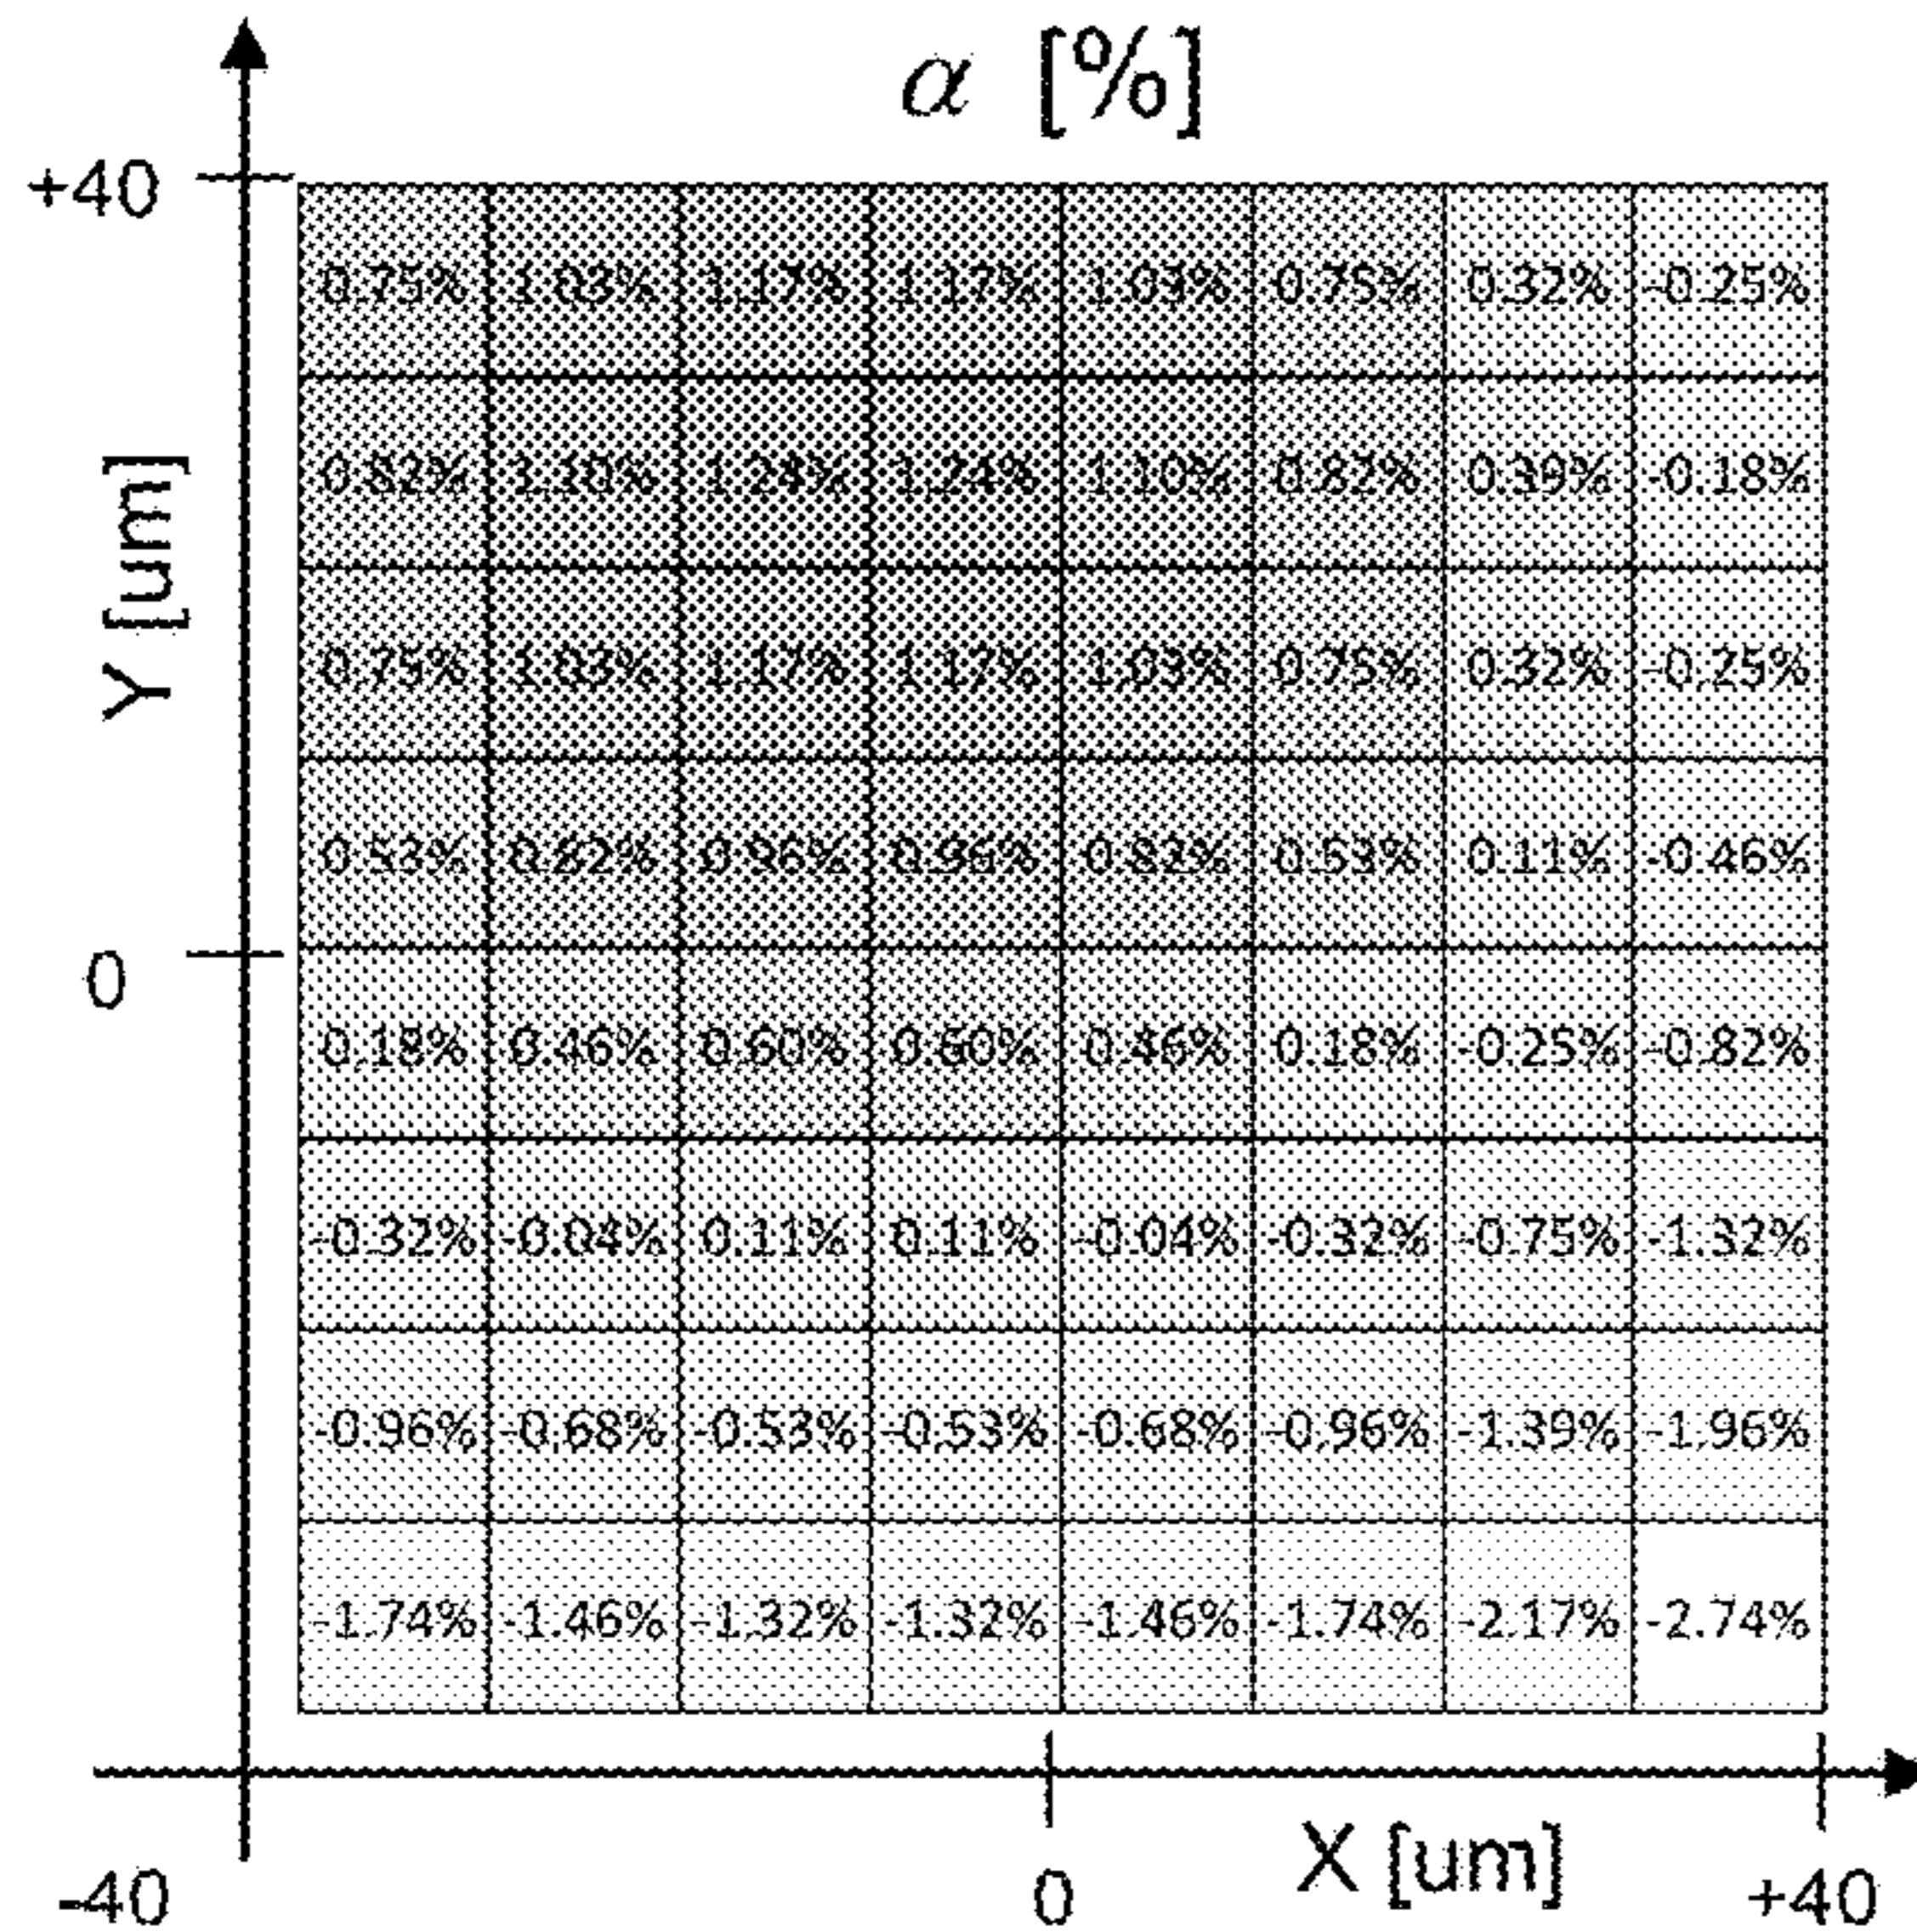 α [%]
+40
0.75% 1.03% 1.17% 1.17% 1.03% 0.75% 0.32% -0.25%
0.82% 1.10% 1.24% 1.24% 1.10% 0.82% 0.39% -0.18%
Y [um]
0.75% 1.03% 1.17% 1.17% 1.03% 0.75% 0.32% -0.25%
0.53% 0.82% 0.96% 0.96% 0.82% 0.53% 0.11% -0.46%
0
0.18% 0.46% 0.60% 0.60% 0.46% 0.18% -0.25% -0.82%
-0.32% -0.04% 0.11% 0.11% -0.04% -0.32% -0.75% -1.32%
-0.96% -0.68% -0.53% -0.53% -0.68% -0.96% -1.39% -1.96%
-1.74% -1.46% -1.32% -1.32% -1.46% -1.74% -2.17% -2.74%
-40 0 X [um] +40